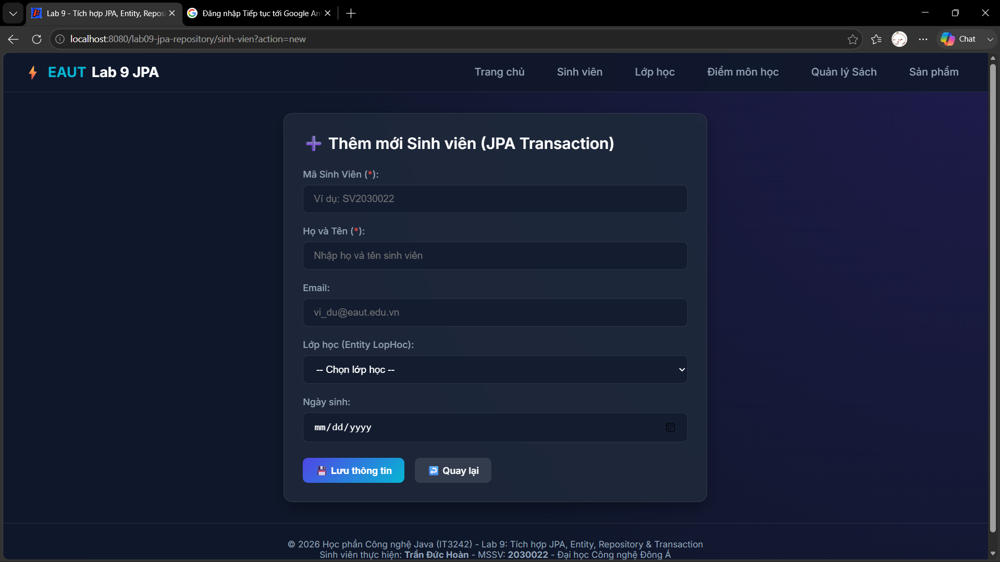 Lab 9 - Tích hợp JPA, Entity, Repos
Đăng nhập Tiếp tục tới Google An
localhost:8080/lab09-jpa-repository/sinh-vien?action=new
Chat
EAUT Lab 9 JPA
Trang chủ
Sinh viên
Lớp học
Điểm môn học
Quản lý Sách
Sản phẩm
Thêm mới Sinh viên (JPA Transaction)
Mã Sinh Viên (*):
Ví dụ: SV2030022
Họ và Tên (*):
Nhập họ và tên sinh viên
Email:
vi_du@eaut.edu.vn
Lớp học (Entity LopHoc):
-- Chọn lớp học --
Ngày sinh:
mm/dd/yyyy
Lưu thông tin
Quay lại
© 2026 Học phần Công nghệ Java (IT3242) - Lab 9: Tích hợp JPA, Entity, Repository & Transaction
Sinh viên thực hiện: Trần Đức Hoàn - MSSV: 2030022 - Đại học Công nghệ Đông Á